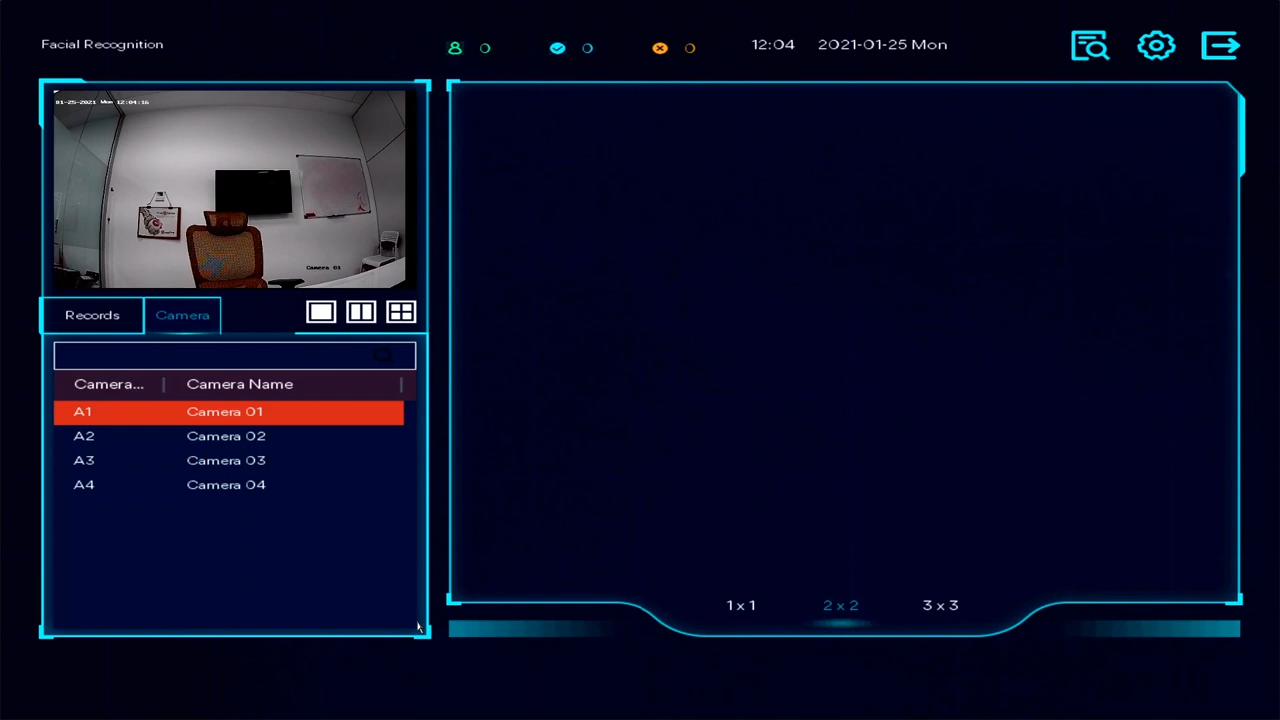 Facial Recognition
0
0
0
12:04 2021-01-25 Mon
01-25-2021 Mon 12:04:16
Camera 01
Records
Camera
Camera... | Camera Name |
A1 Camera 01
A2 Camera 02
A3 Camera 03
A4 Camera 04
1 x 1
2 x 2
3 x 3